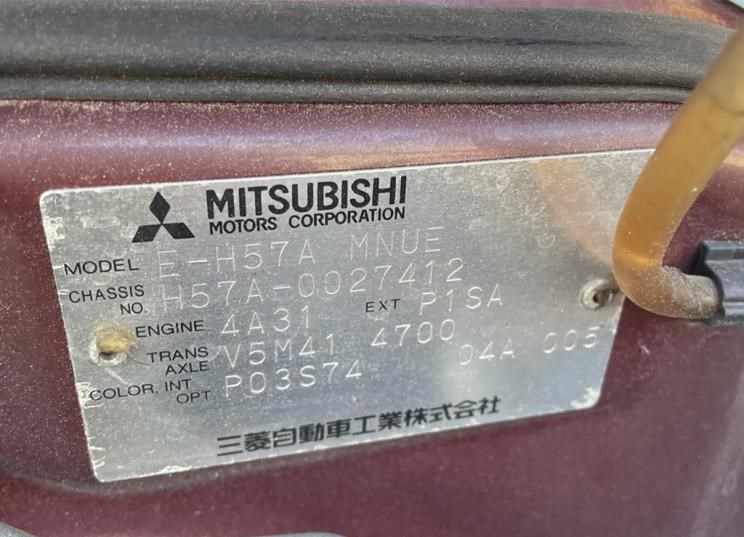 MITSUBISHI
MOTORS CORPORATION
MODEL E-H57A MNUE
CHASSIS NO. H57A-0027412
ENGINE 4A31 EXT P1SA
TRANS AXLE V5M41 4700
COLOR, INT OPT P03S74 04A 005
三菱自動車工業株式会社